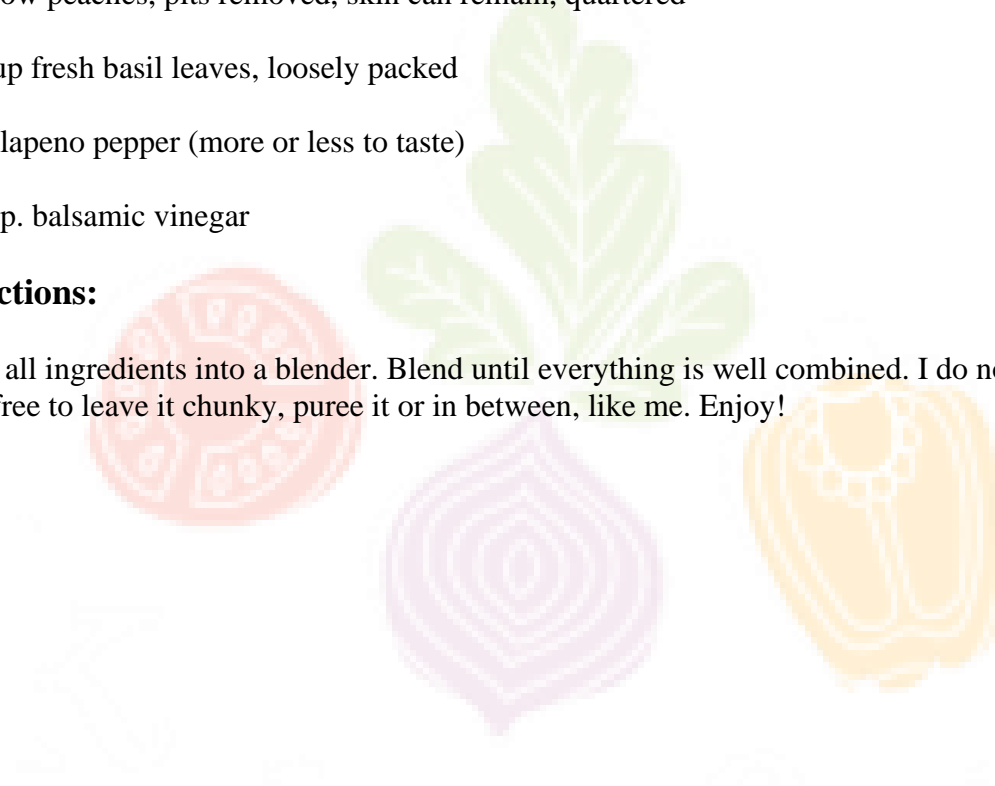 ow peaches, pits removed, skin can remain, quartered
up fresh basil leaves, loosely packed
lapeno pepper (more or less to taste)
p. balsamic vinegar
ctions:
all ingredients into a blender. Blend until everything is well combined. I do no
free to leave it chunky, puree it or in between, like me. Enjoy!